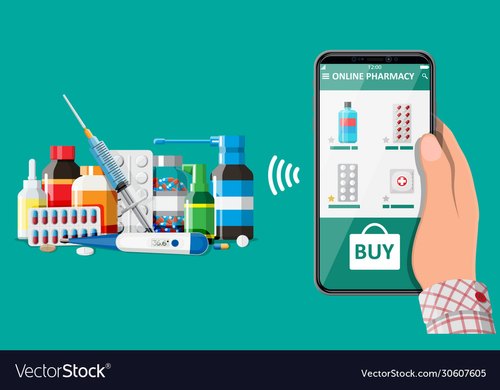 12:00
ONLINE PHARMACY
36.6°
BUY
VectorStock®
VectorStock.com/30607605